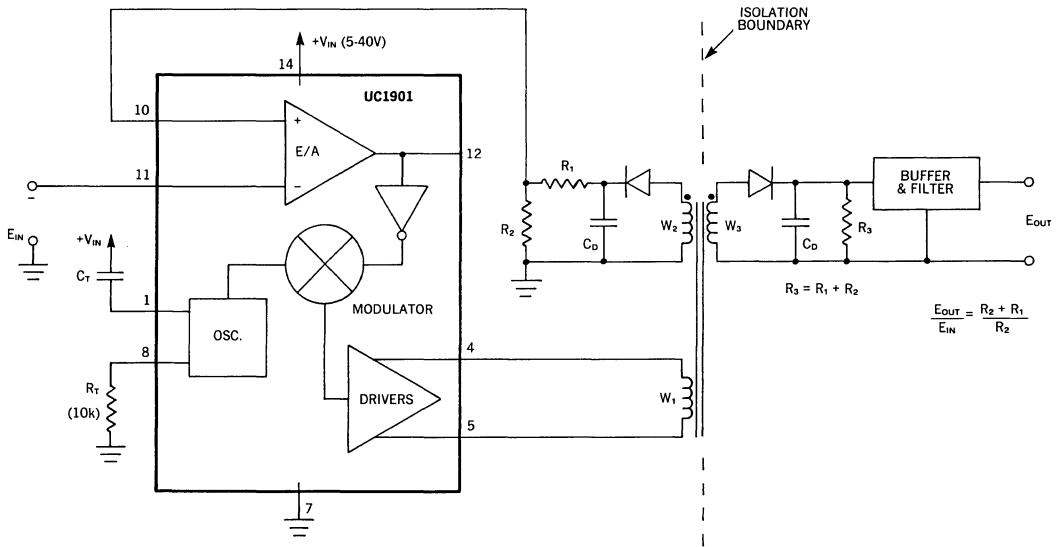 ISOLATION
BOUNDARY
+VIN (5-40V)
14
UC1901
10
+
E/A
12
11
−
−
EIN
+VIN
CT
1
OSC.
8
RT
(10k)
MODULATOR
DRIVERS
4
5
7
R1
R2
CD
W2
W3
W1
CD
R3
BUFFER
& FILTER
EOUT
R3 = R1 + R2
EOUT/EIN = R2 + R1/R2